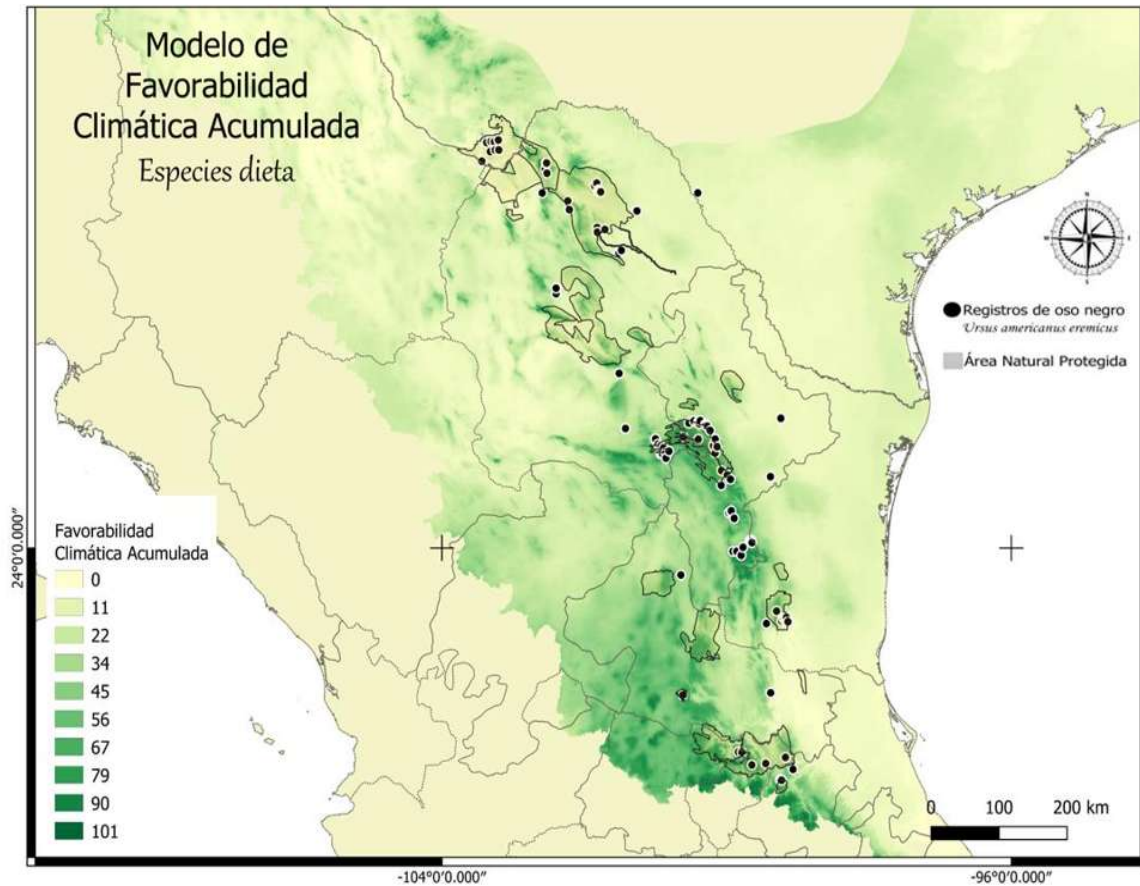 Modelo de
Favorabilidad
Climática Acumulada
Especies dieta
N
W
E
S
Registros de oso negro
Ursus americanus eremicus
Área Natural Protegida
24°0'0.000"
Favorabilidad
Climática Acumulada
0
11
22
34
45
56
67
79
90
101
0 100 200 km
-104°0'0.000"
-96°0'0.000"